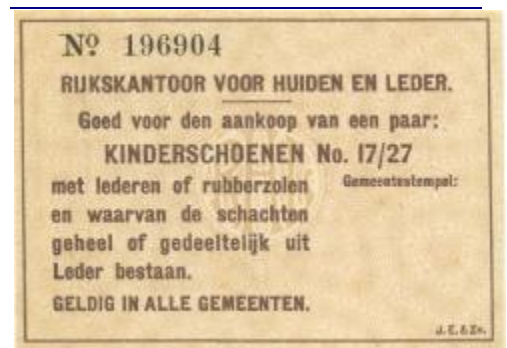 Nº 196904
RIJKSKANTOOR VOOR HUIDEN EN LEDER.
Goed voor den aankoop van een paar:
KINDERSCHOENEN No. 17/27
met lederen of rubberzolen
Gemeentestempel:
en waarvan de schachten
geheel of gedeeltelijk uit
Leder bestaan.
GELDIG IN ALLE GEMEENTEN.
J. E. & Zn.